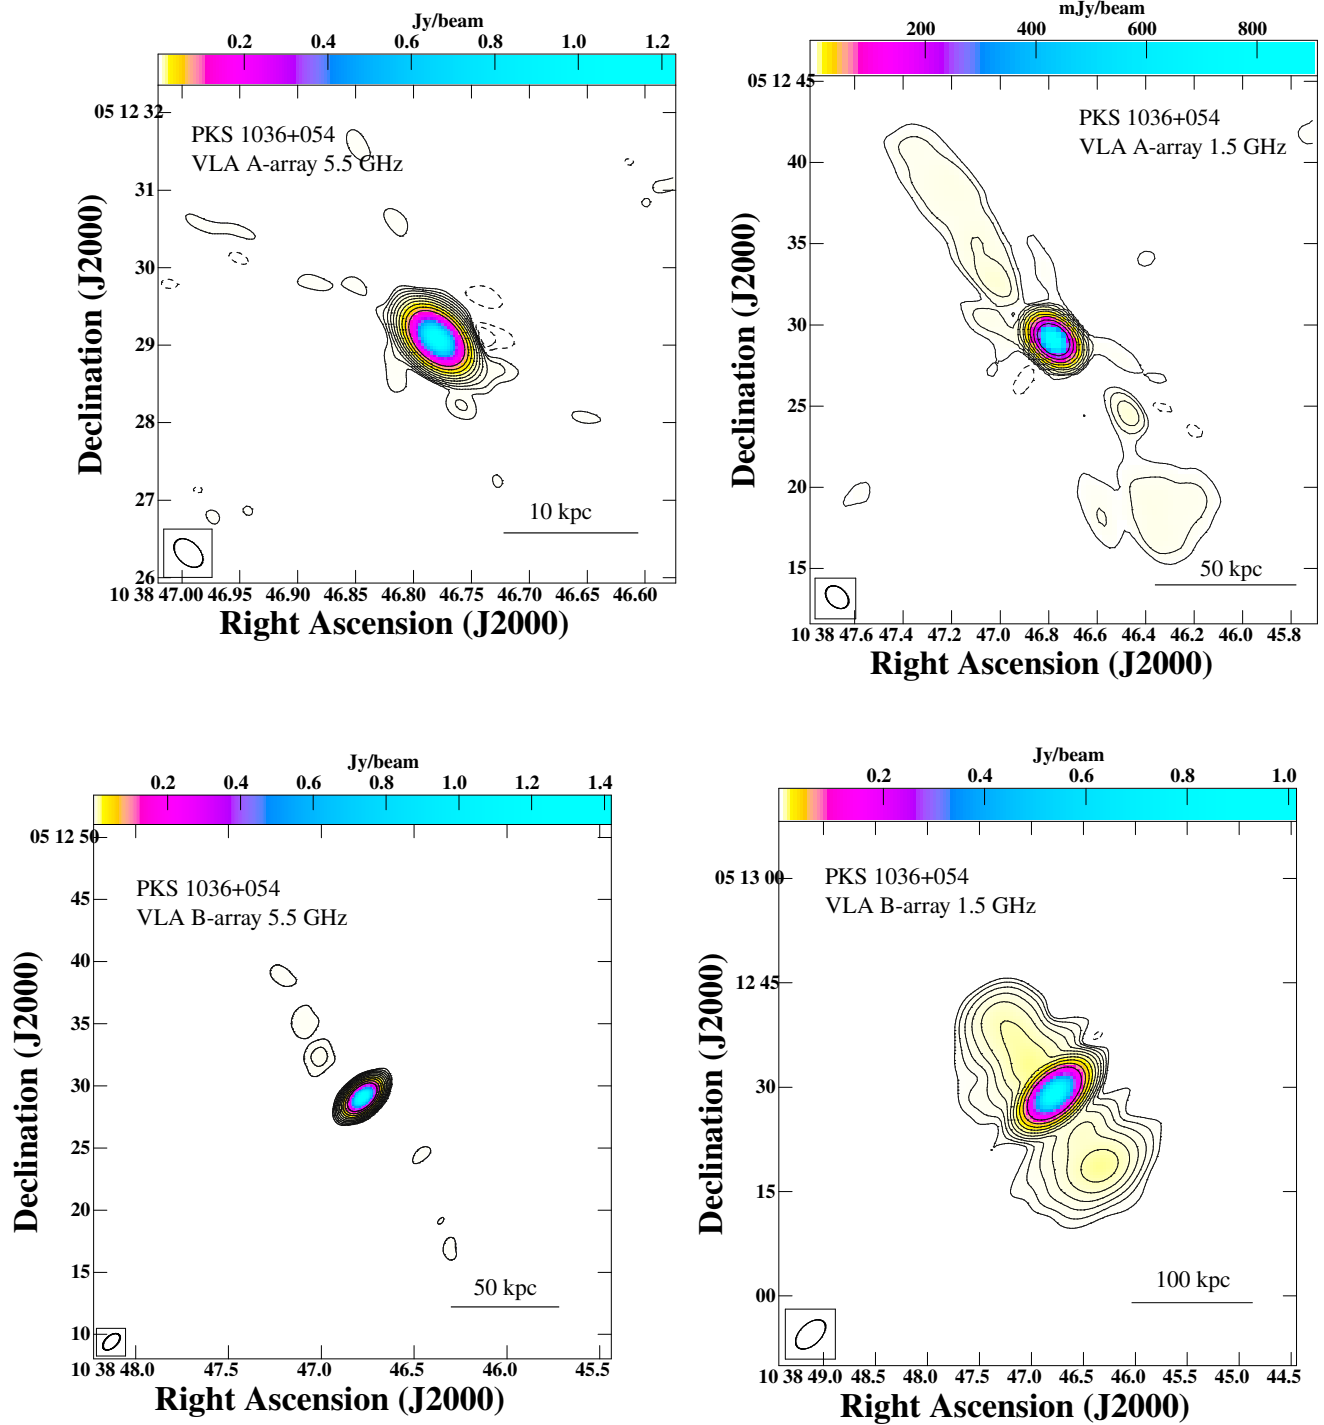 Jy/beam
0.2 0.4 0.6 0.8 1.0 1.2
PKS 1036+054
VLA A-array 5.5 GHz
05 12 32
31
30
29
28
27
26
Declination (J2000)
10 kpc
10 38 47.00 46.95 46.90 46.85 46.80 46.75 46.70 46.65 46.60
Right Ascension (J2000)
mJy/beam
200 400 600 800
PKS 1036+054
VLA A-array 1.5 GHz
05 12 45
40
35
30
25
20
15
Declination (J2000)
50 kpc
10 38 47.6 47.4 47.2 47.0 46.8 46.6 46.4 46.2 46.0 45.8
Right Ascension (J2000)
Jy/beam
0.2 0.4 0.6 0.8 1.0 1.2 1.4
PKS 1036+054
VLA B-array 5.5 GHz
05 12 50
45
40
35
30
25
20
15
10
Declination (J2000)
50 kpc
10 38 48.0 47.5 47.0 46.5 46.0 45.5
Right Ascension (J2000)
Jy/beam
0.2 0.4 0.6 0.8 1.0
PKS 1036+054
VLA B-array 1.5 GHz
05 13 00
12 45
30
15
00
Declination (J2000)
100 kpc
10 38 49.0 48.5 48.0 47.5 47.0 46.5 46.0 45.5 45.0 44.5
Right Ascension (J2000)